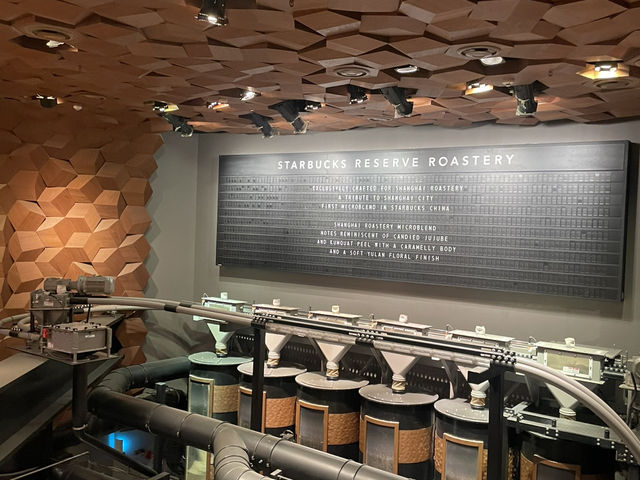 STARBUCKS RESERVE ROASTERY
EXCLUSIVELY CRAFTED FOR SHANGHAI ROASTERY
A TRIBUTE TO SHANGHAI CITY
FIRST MICROBLEND IN STARBUCKS CHINA
SHANGHAI ROASTERY MICROBLEND
NOTES REMINISCENT OF CANDIED JUJUBE
AND KUMQUAT PEEL WITH A CARAMELLY BODY
AND A SOFT YULAN FLORAL FINISH